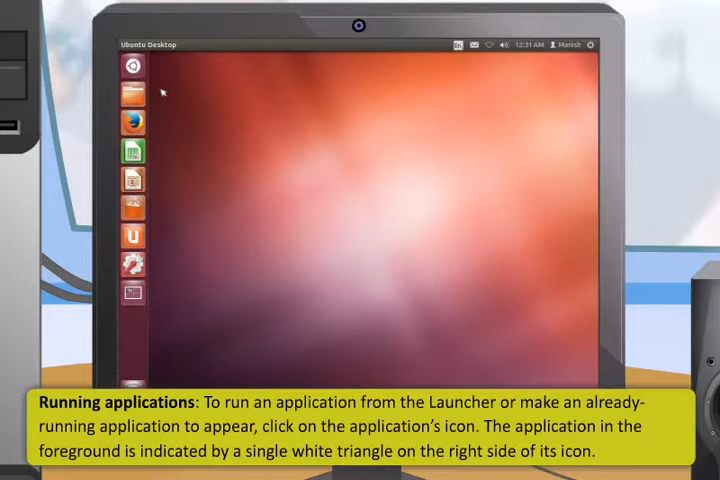 Ubuntu Desktop
En
12:31 AM
Manish
Running applications: To run an application from the Launcher or make an already-
running application to appear, click on the application's icon. The application in the
foreground is indicated by a single white triangle on the right side of its icon.